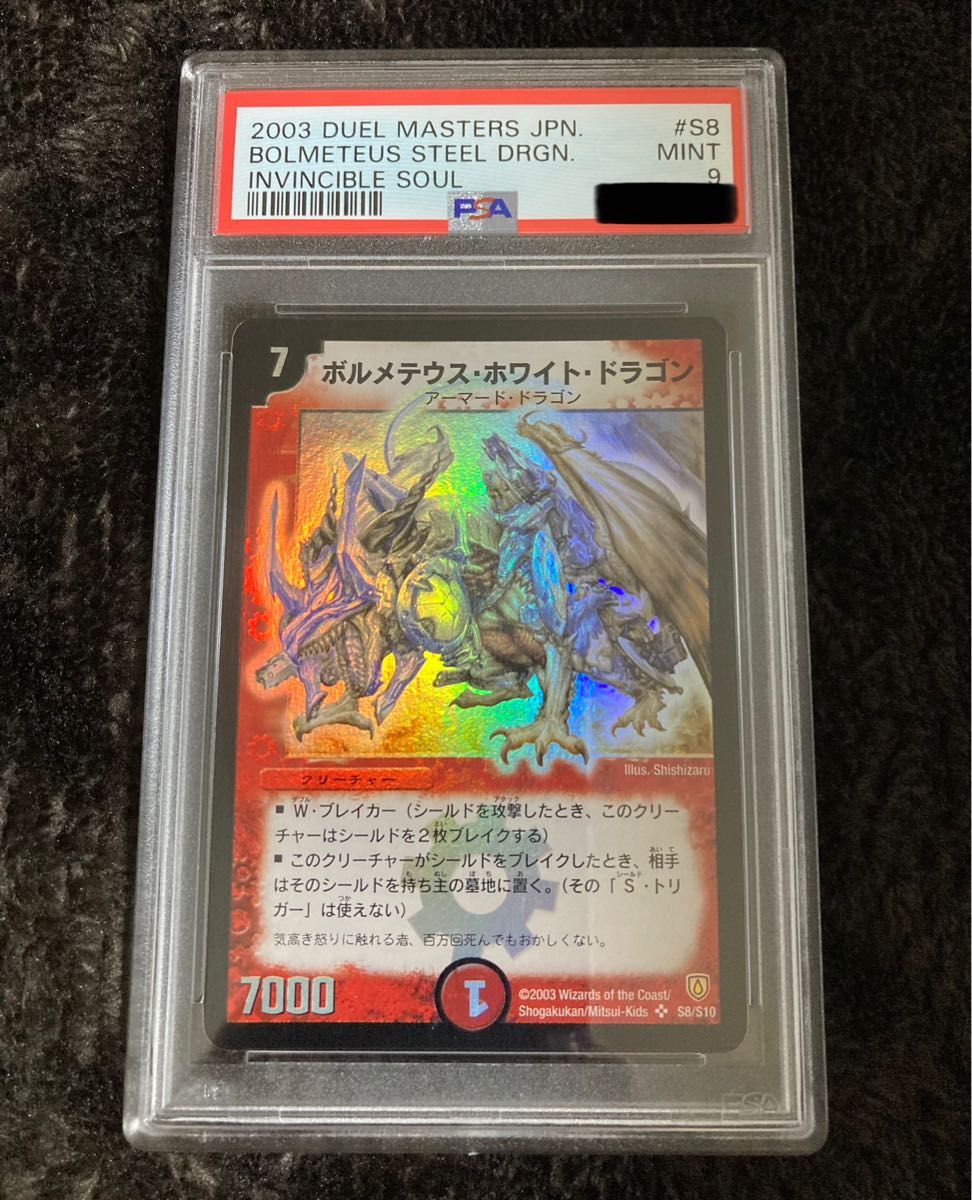 2003 DUEL MASTERS JPN. #S8
BOLMETEUS STEEL DRGN. MINT
INVINCIBLE SOUL 9
PSA
7
ボルメテウス・ホワイト・ドラゴン
アーマード・ドラゴン
Illus. Shishizaru
クリーチャー
■ W・ブレイカー（シールドを攻撃したとき、このクリー
チャーはシールドを2枚ブレイクする）
■ このクリーチャーがシールドをブレイクしたとき、相手
はそのシールドを持ち主の墓地に置く。（その「S・トリ
ガー」は使えない）
気高き怒りに触れる者、百万回死んでもおかしくない。
7000
1
©2003 Wizards of the Coast/
Shogakukan/Mitsui-Kids S8/S10
PSA